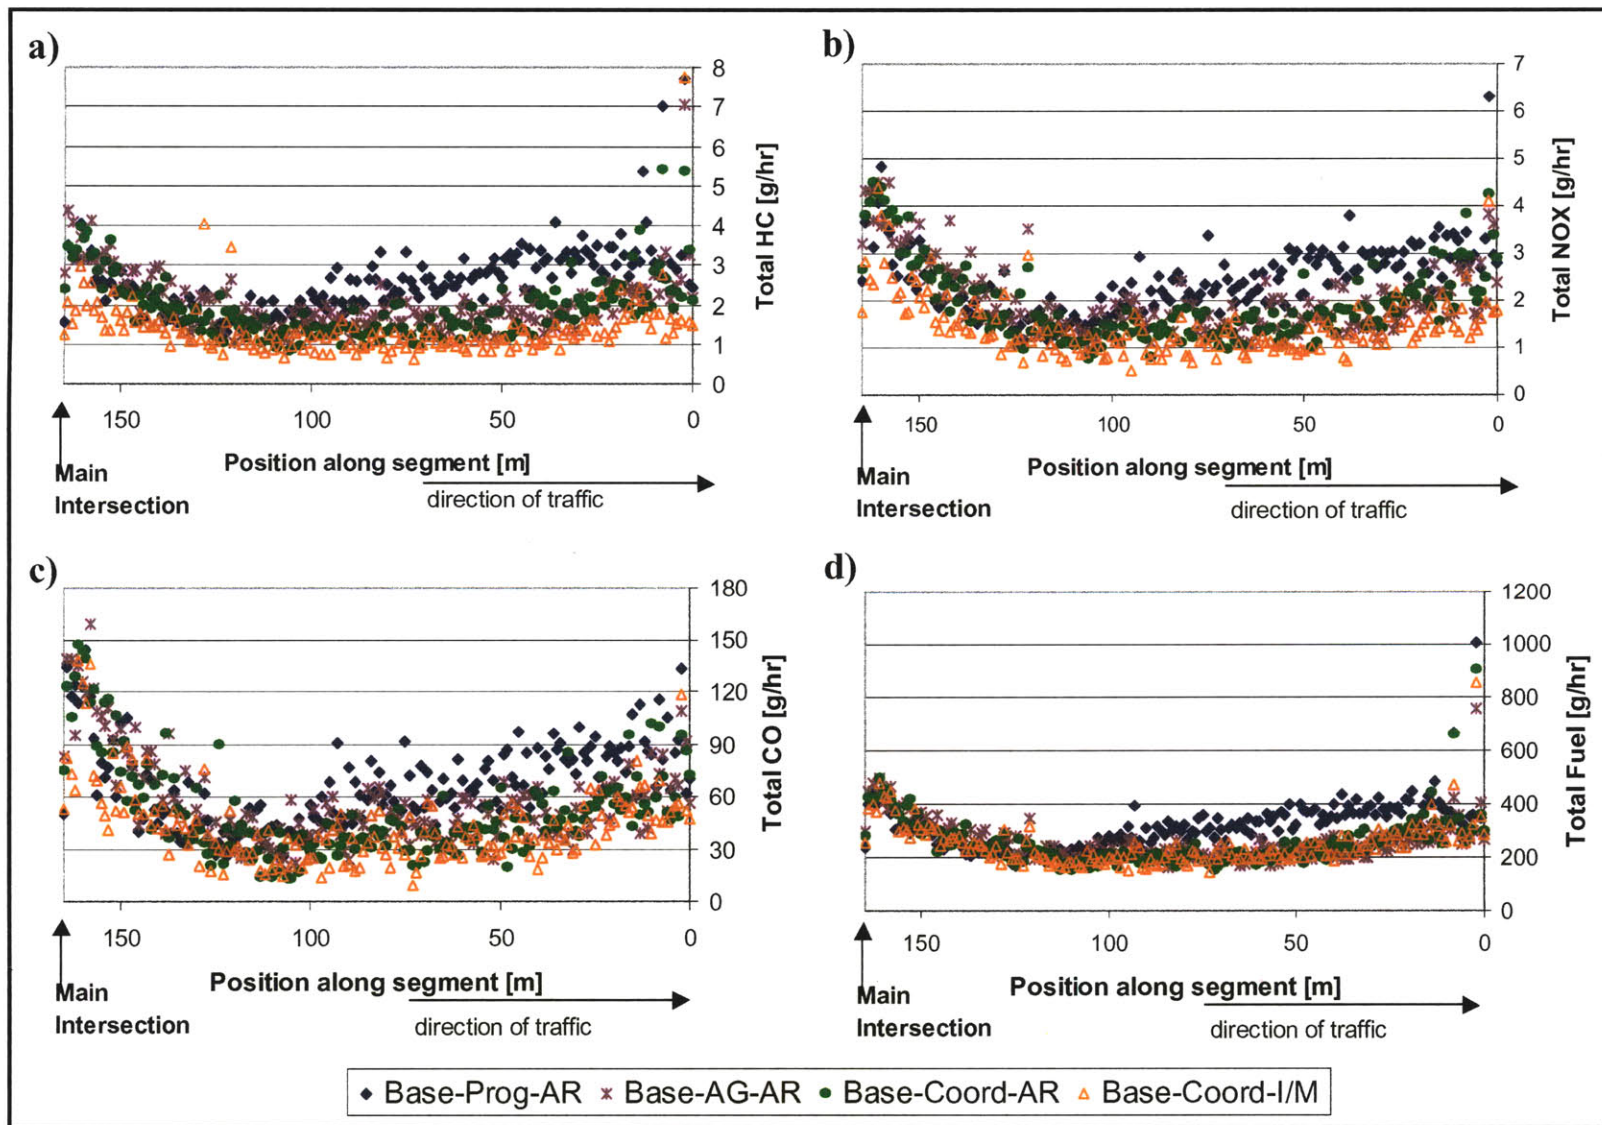 a)
8
7
6
5
4
3
2
1
0
Total HC [g/hr]
150
100
50
0
Position along segment [m]
Main
Intersection
direction of traffic
b)
7
6
5
4
3
2
1
0
Total NOX [g/hr]
150
100
50
0
Position along segment [m]
Main
Intersection
direction of traffic
c)
180
150
120
90
60
30
0
Total CO [g/hr]
150
100
50
0
Position along segment [m]
Main
Intersection
direction of traffic
d)
1200
1000
800
600
400
200
0
Total Fuel [g/hr]
150
100
50
0
Position along segment [m]
Main
Intersection
direction of traffic
Base-Prog-AR Base-AG-AR Base-Coord-AR Base-Coord-I/M